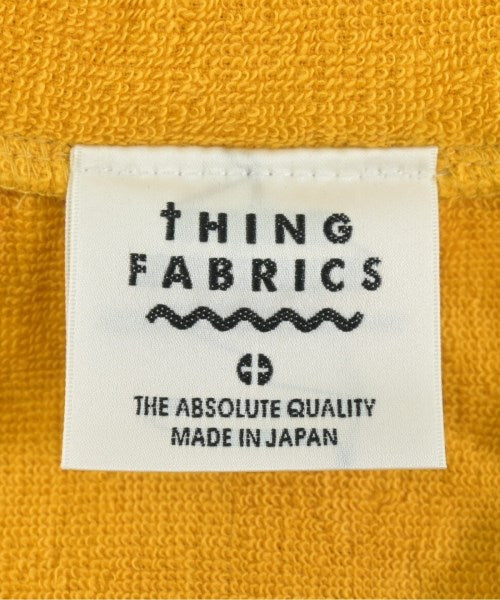 tHING
FABRICS
THE ABSOLUTE QUALITY
MADE IN JAPAN